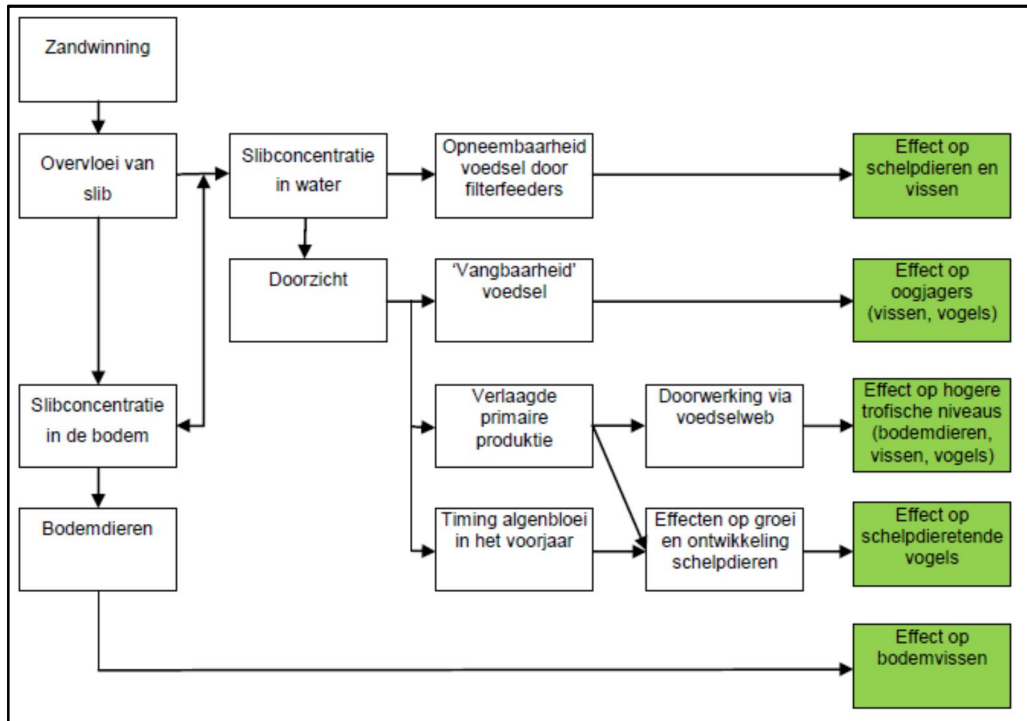 Zandwinning
Overvloei van
slib
Slibconcentratie
in water
Opneembaarheid
voedsel door
filterfeeders
Effect op
schelpdieren en
vissen
Doorzicht
‘Vangbaarheid’
voedsel
Effect op
oogjagers
(vissen, vogels)
Slibconcentratie
in de bodem
Verlaagde
primaire
produktie
Doorwerking via
voedselweb
Effect op hogere
trofische niveaus
(bodemdieren,
vissen, vogels)
Bodemdieren
Timing algenbloei
in het voorjaar
Effecten op groei
en ontwikkeling
schelpdieren
Effect op
schelpdieretende
vogels
Effect op
bodemvissen